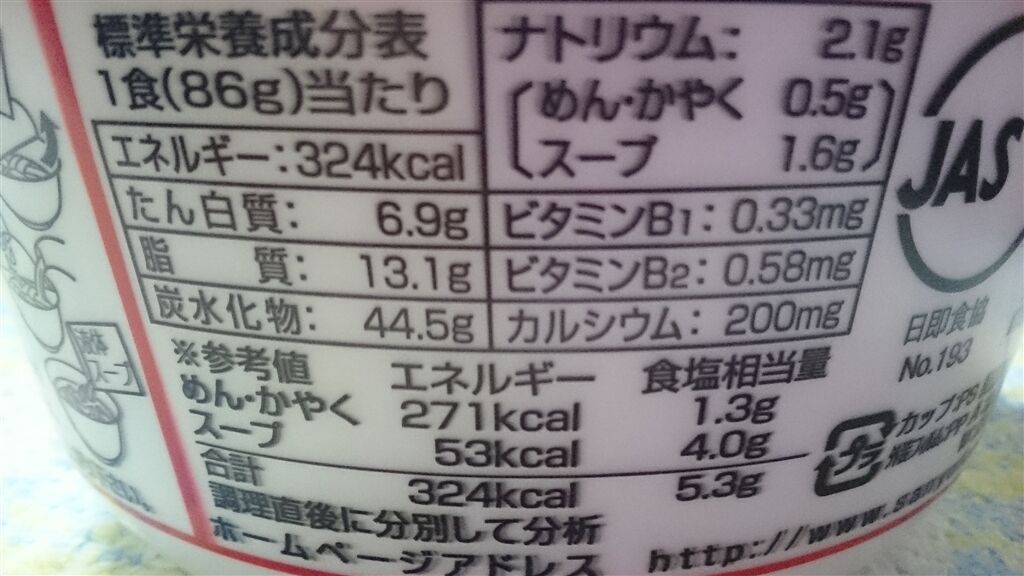 標準栄養成分表
1食(86g)当たり
エネルギー:324kcal
たん白質: 6.9g
脂 質: 13.1g
炭水化物: 44.5g
ナトリウム: 2.1g
めん・かやく 0.5g
スープ 1.6g
ビタミンB1: 0.33mg
ビタミンB2: 0.58mg
カルシウム: 200mg
※参考値 エネルギー 食塩相当量
めん・かやく 271kcal 1.3g
スープ 53kcal 4.0g
合計 324kcal 5.3g
調理直後に分別して分析
ホームページアドレス http://www.
JAS
日即食協
No.193
プラ
カップ:PS